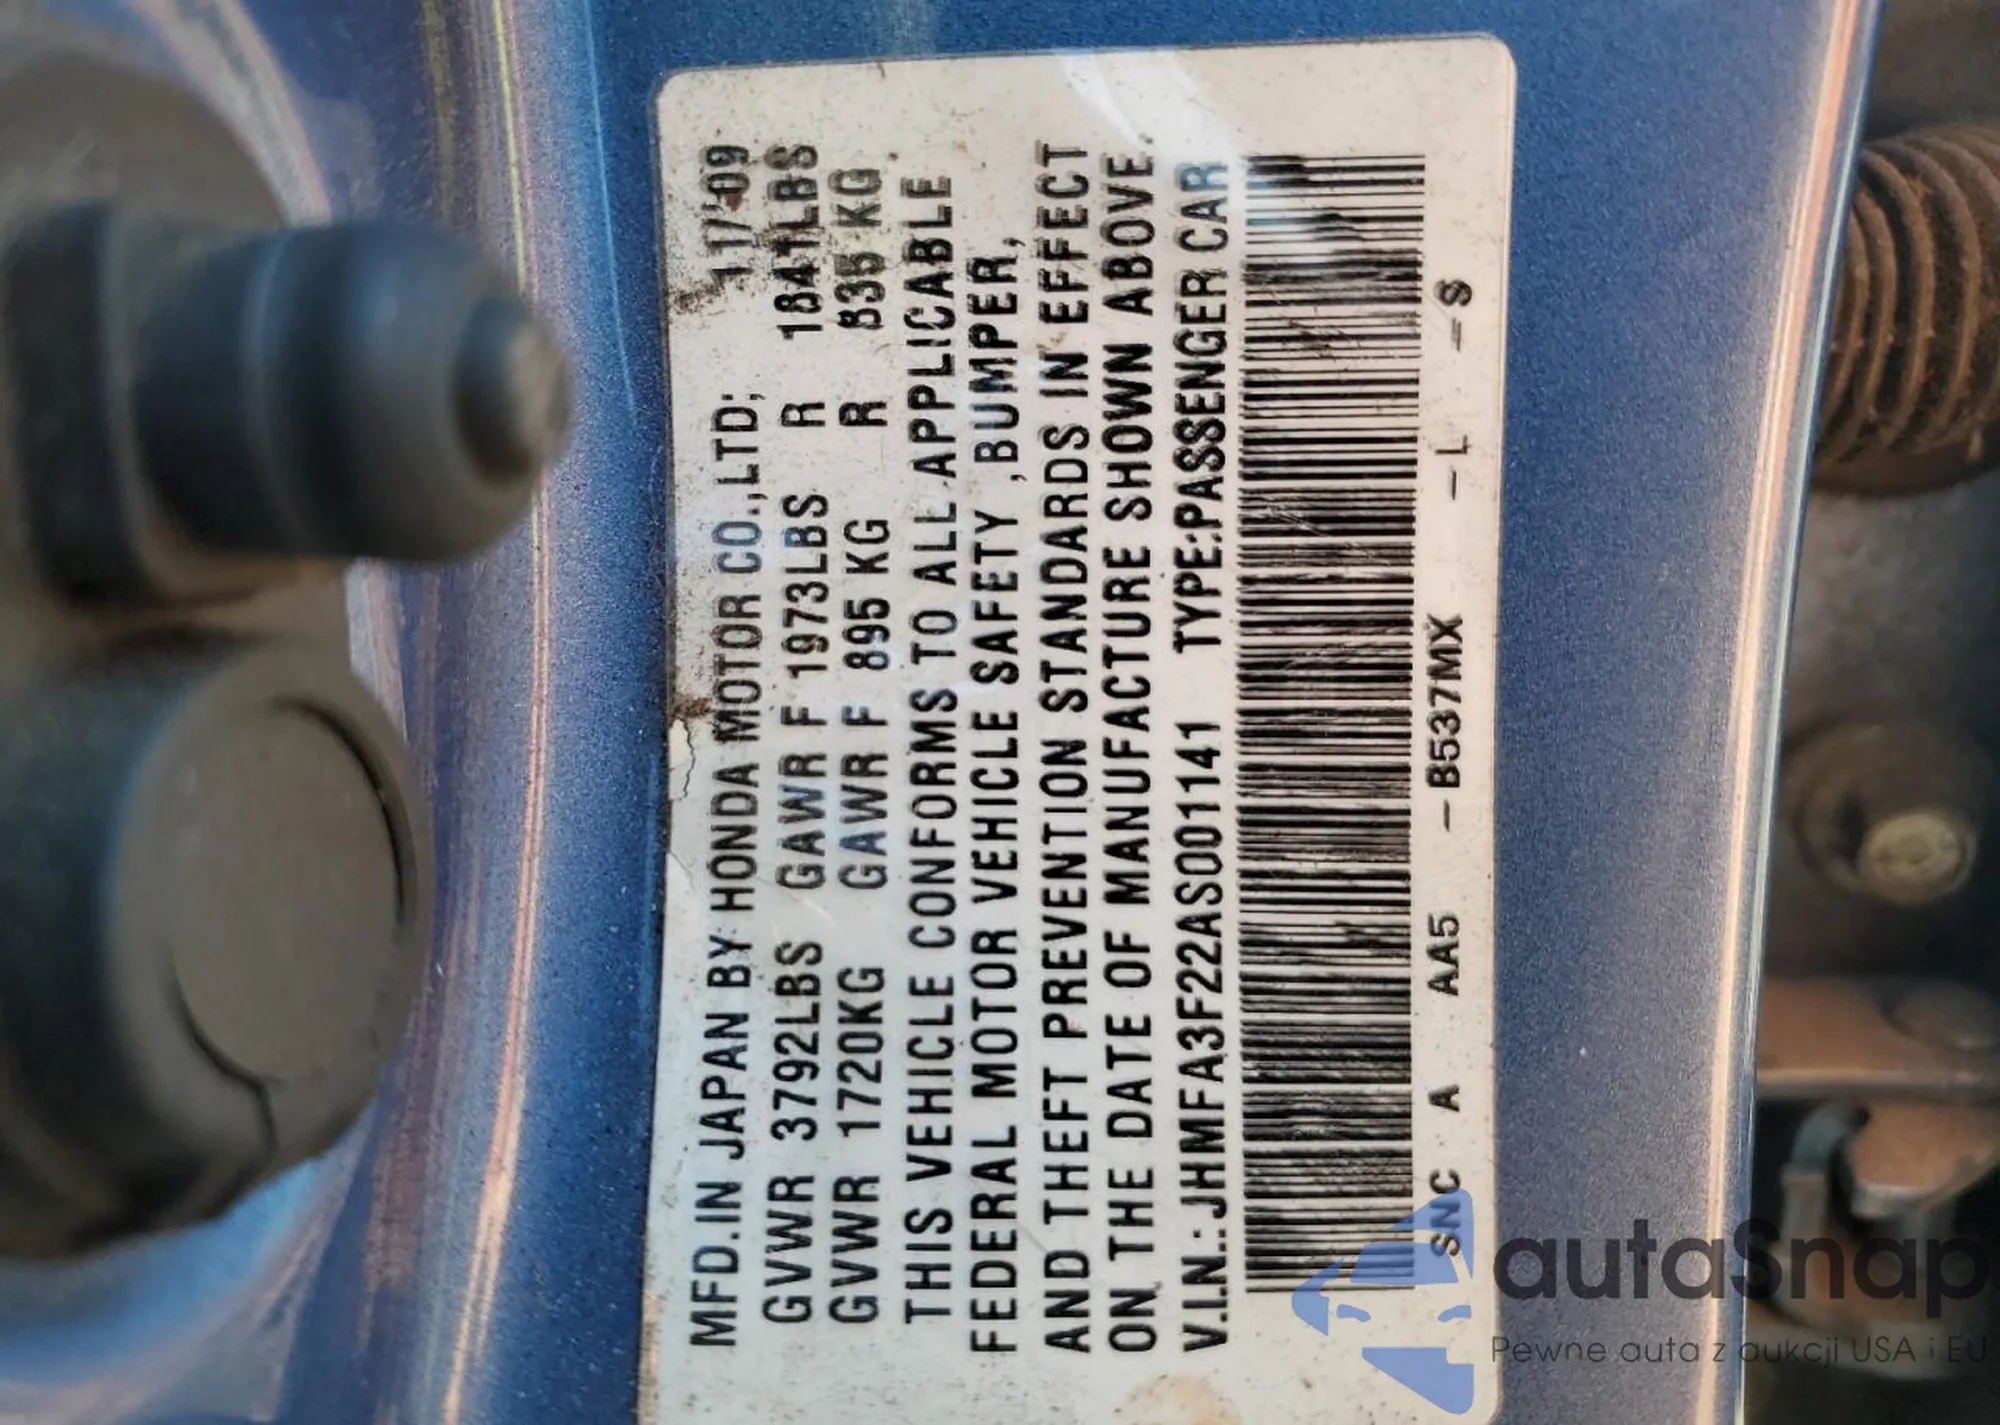 MFD.IN JAPAN BY HONDA MOTOR CO.,LTD; 11/'09
GVWR 3792LBS GAWR F 1973LBS R 1841LBS
GVWR 1720KG GAWR F 895 KG R 835 KG
THIS VEHICLE CONFORMS TO ALL APPLICABLE
FEDERAL MOTOR VEHICLE SAFETY ,BUMPER,
AND THEFT PREVENTION STANDARDS IN EFFECT
ON THE DATE OF MANUFACTURE SHOWN ABOVE.
V.I.N.:JHMFA3F22AS001141 TYPE:PASSENGER CAR
SNC A AA5 -B537MX -L -S
autaSnap
Pewne auta z aukcji USA i EU